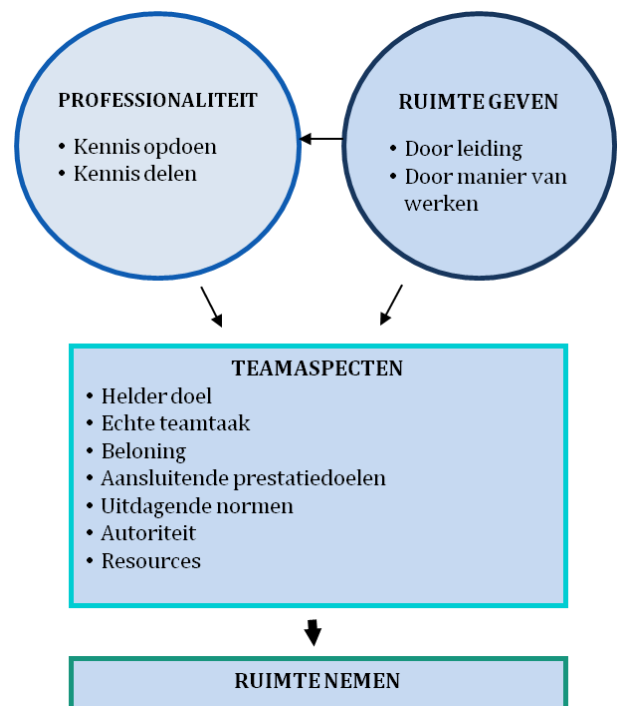 PROFESSIONALITEIT
• Kennis opdoen
• Kennis delen
RUIMTE GEVEN
• Door leiding
• Door manier van
werken
TEAMASPECTEN
• Helder doel
• Echte teamtaak
• Beloning
• Aansluitende prestatiedoelen
• Uitdagende normen
• Autoriteit
• Resources
RUIMTE NEMEN